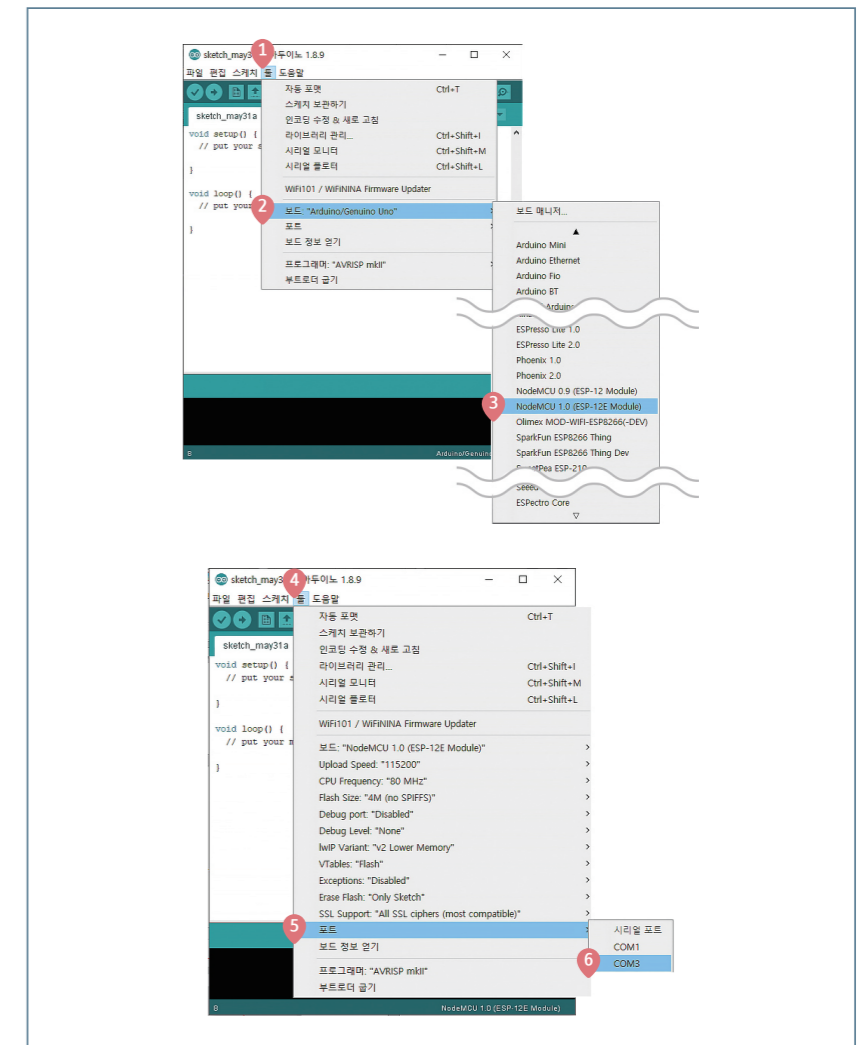 1
sketch_may3 아두이노 1.8.9
파일 편집 스케치 툴 도움말
자동 포맷 Ctrl+T
스케치 보관하기
sketch_may31a
인코딩 수정 & 새로 고침
void setup() {
라이브러리 관리... Ctrl+Shift+I
// put your s
시리얼 모니터 Ctrl+Shift+M
시리얼 플로터 Ctrl+Shift+L
}
WiFi101 / WiFiNINA Firmware Updater
void loop() {
2
// put your
보드: "Arduino/Genuino Uno"
포트
}
보드 정보 얻기
프로그래머: "AVRISP mkII"
부트로더 굽기
보드 매니저...
▲
Arduino Mini
Arduino Ethernet
Arduino Fio
Arduino BT
Arduino
ESPresso Lite 1.0
ESPresso Lite 2.0
Phoenix 1.0
Phoenix 2.0
NodeMCU 0.9 (ESP-12 Module)
3
NodeMCU 1.0 (ESP-12E Module)
Olimex MOD-WIFI-ESP8266(-DEV)
SparkFun ESP8266 Thing
SparkFun ESP8266 Thing Dev
ESP-210
Seeed
ESPectro Core
▽
8 Arduino/Genuin
4
sketch_may3 아두이노 1.8.9
파일 편집 스케치 툴 도움말
자동 포맷 Ctrl+T
스케치 보관하기
sketch_may31a
인코딩 수정 & 새로 고침
void setup() {
라이브러리 관리... Ctrl+Shift+I
// put your s
시리얼 모니터 Ctrl+Shift+M
시리얼 플로터 Ctrl+Shift+L
}
WiFi101 / WiFiNINA Firmware Updater
void loop() {
// put your m
보드: "NodeMCU 1.0 (ESP-12E Module)"
Upload Speed: "115200"
}
CPU Frequency: "80 MHz"
Flash Size: "4M (no SPIFFS)"
Debug port: "Disabled"
Debug Level: "None"
lwIP Variant: "v2 Lower Memory"
VTables: "Flash"
Exceptions: "Disabled"
Erase Flash: "Only Sketch"
SSL Support: "All SSL ciphers (most compatible)"
5
포트
보드 정보 얻기
프로그래머: "AVRISP mkII"
부트로더 굽기
시리얼 포트
COM1
6
COM3
8 NodeMCU 1.0 (ESP-12E Module)